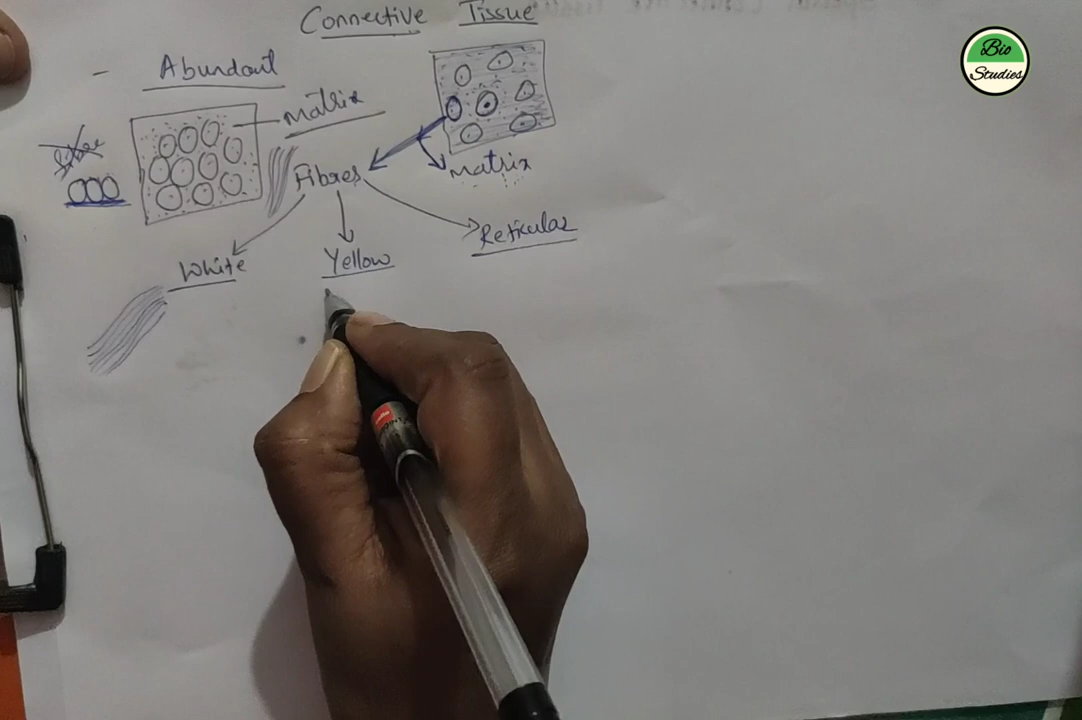 Connective Tissue
- Abundant
Matrix
Fibres
Matrix
White
Yellow
Reticular
Bio
Studies